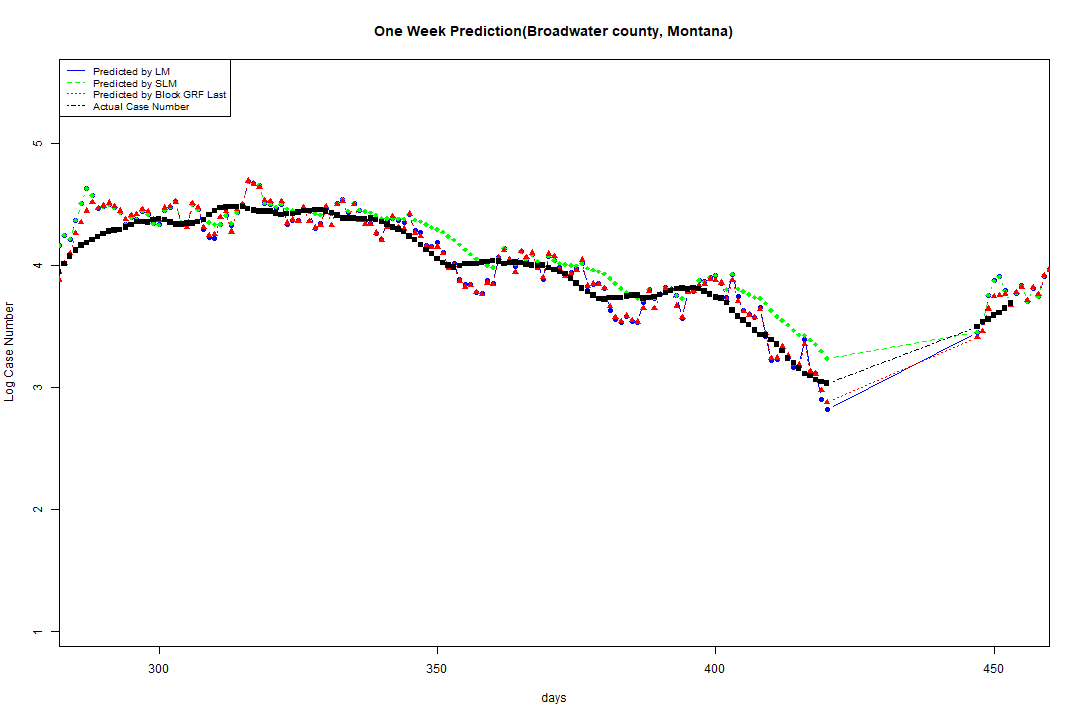 One Week Prediction(Broadwater county, Montana)
Predicted by LM
Predicted by SLM
Predicted by Block GRF Last
Actual Case Number
5
4
3
2
1
Log Case Number
300
350
400
450
days